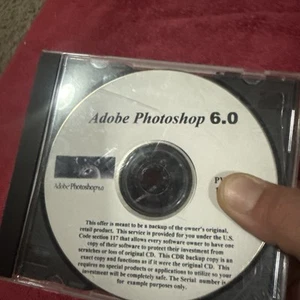 Adobe Photoshop 6.0
Adobe Photoshop 6.0
This offer is meant to be a backup of the owner's original,
retail product. This service is provided for you under the U.S.
Code section 117 that allows every software owner to have one
copy of their software to protect their investment from
scratches or loss of original CD. This CDR backup copy is an
exact copy and functions as if it were the original CD. This
requires no special products or applications to utilize so your
investment will be completely safe. The Serial number is
for example purposes only.